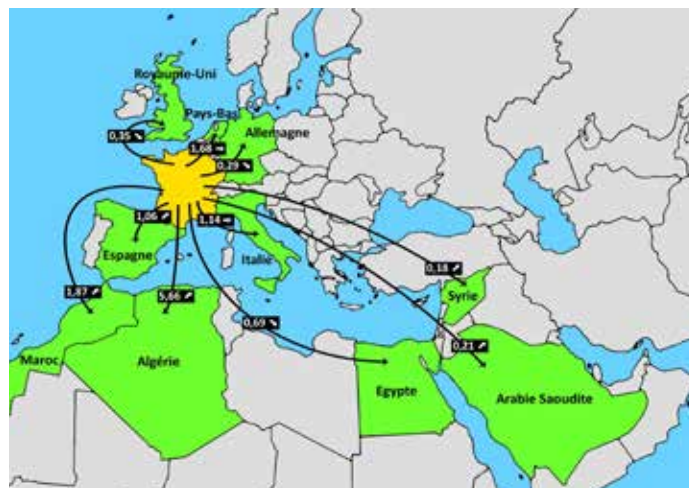 Royaume-Uni
Pays-Bas
Allemagne
0,35 ⬊
1,68 ➡
0,29 ⬊
1,06 ⬈
1,14 ➡
Espagne
Italie
0,18 ⬈
Syrie
1,87 ⬈
5,66 ⬈
0,69 ⬊
0,21 ⬈
Maroc
Algérie
Egypte
Arabie Saoudite